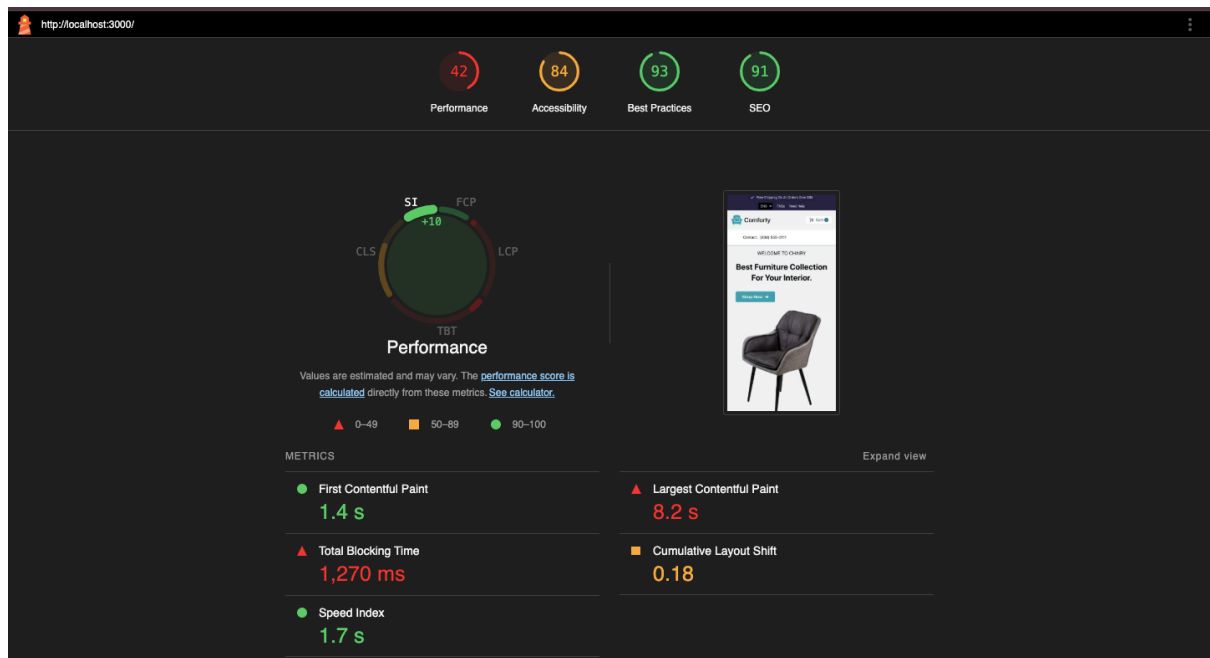 http://localhost:3000/
42
84
93
91
Performance
Accessibility
Best Practices
SEO
SI
FCP
+10
CLS
LCP
TBT
Performance
Values are estimated and may vary. The performance score is
calculated directly from these metrics. See calculator.
0–49
50–89
90–100
Comforty
WELCOME TO CHAIRY
Best Furniture Collection
For Your Interior.
Shop Now
METRICS
Expand view
First Contentful Paint
1.4 s
Largest Contentful Paint
8.2 s
Total Blocking Time
1,270 ms
Cumulative Layout Shift
0.18
Speed Index
1.7 s